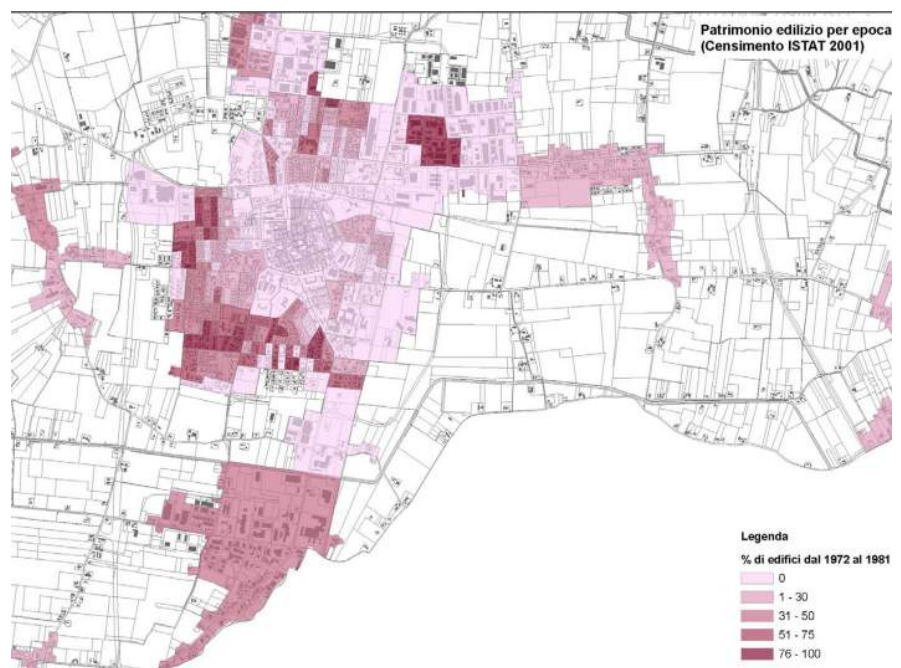 Patrimonio edilizio per epoca
(Censimento ISTAT 2001)
Legenda
% di edifici dal 1972 al 1981
0
1 - 30
31 - 50
51 - 75
76 - 100